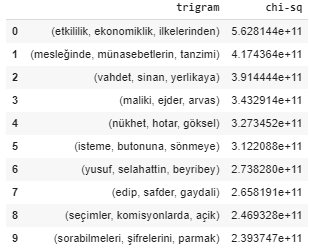 trigram chi-sq
0 (etkililik, ekonomiklik, ilkelerinden) 5.628144e+11
1 (mesleğinde, münasebetlerin, tanzimi) 4.174364e+11
2 (vahdet, sinan, yerlikaya) 3.914444e+11
3 (maliki, ejder, arvas) 3.432914e+11
4 (nükhet, hotar, göksel) 3.273452e+11
5 (isteme, butonuna, sönmeye) 3.122088e+11
6 (yusuf, selahattin, beyribey) 2.738280e+11
7 (edip, safder, gaydali) 2.658191e+11
8 (seçimler, komisyonlarda, açik) 2.469328e+11
9 (sorabilmeleri, şifrelerini, parmak) 2.393747e+11